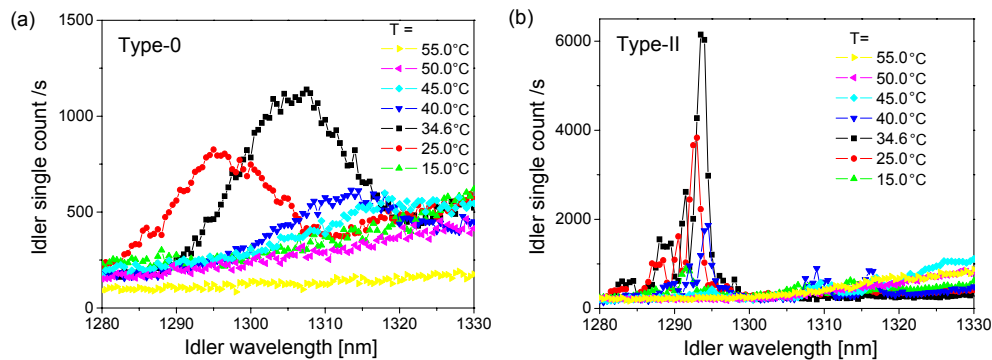 (a)
Type-0
T =
55.0°C
50.0°C
45.0°C
40.0°C
34.6°C
25.0°C
15.0°C
1500
1000
500
0
Idler single count /s
1280 1290 1300 1310 1320 1330
Idler wavelength [nm]
(b)
Type-II
T=
55.0°C
50.0°C
45.0°C
40.0°C
34.6°C
25.0°C
15.0°C
6000
4000
2000
0
Idler single count /s
1280 1290 1300 1310 1320 1330
Idler wavelength [nm]